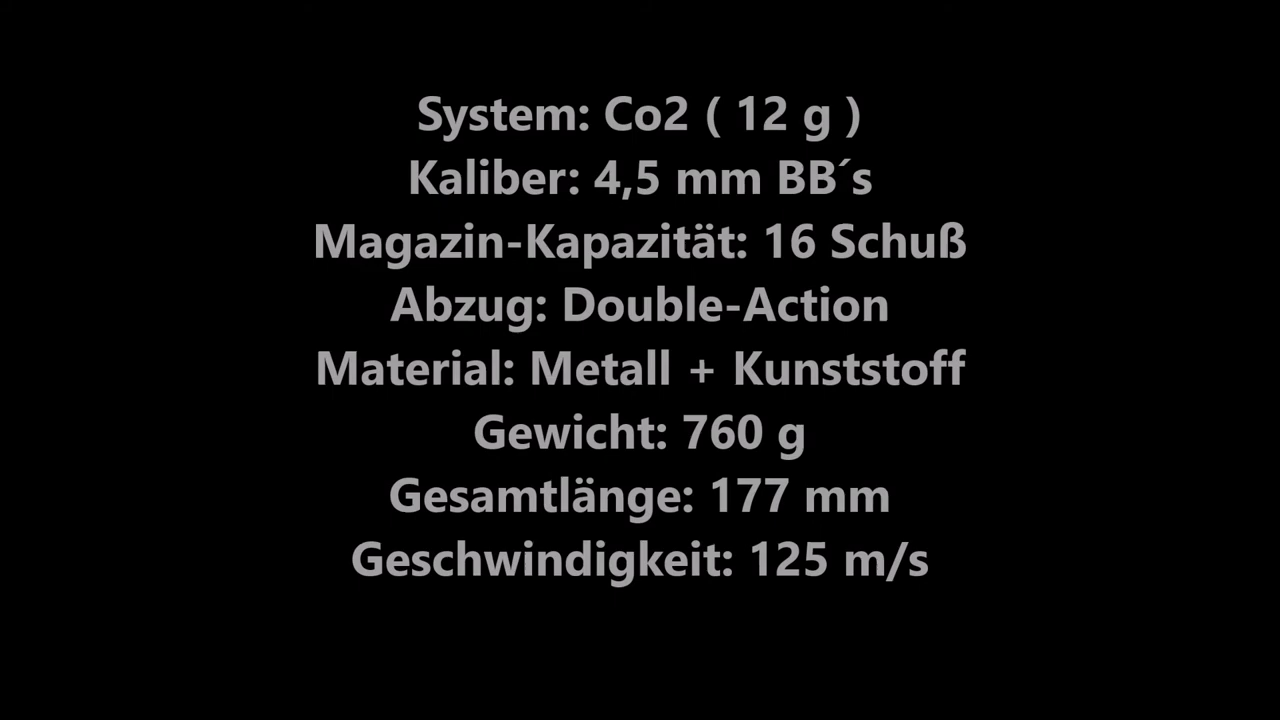 System: Co2 ( 12 g )
Kaliber: 4,5 mm BB´s
Magazin-Kapazität: 16 Schuß
Abzug: Double-Action
Material: Metall + Kunststoff
Gewicht: 760 g
Gesamtlänge: 177 mm
Geschwindigkeit: 125 m/s